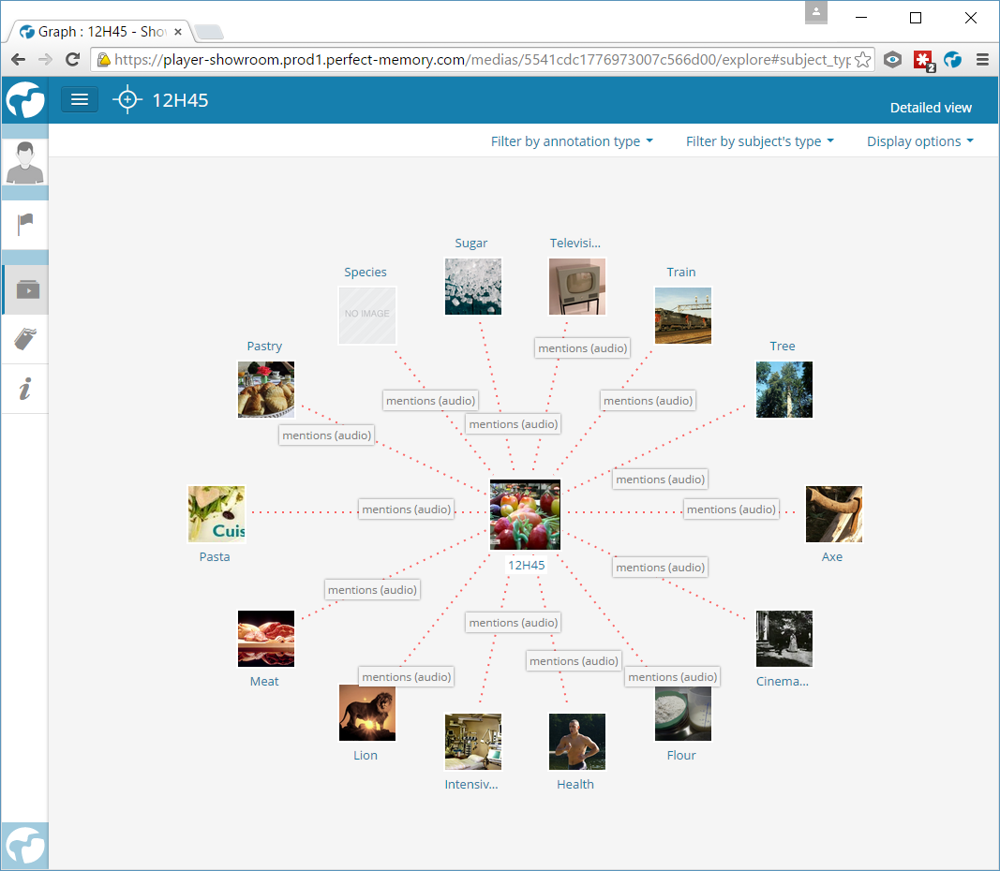 Graph : 12H45 - Sho
https://player-showroom.prod1.perfect-memory.com/medias/5541cdc1776973007c566d00/explore#subject_typ
2
12H45
Detailed view
Filter by annotation type
Filter by subject's type
Display options
Sugar
Televisi...
Species
Train
NO IMAGE
Pastry
mentions (audio)
Tree
mentions (audio)
mentions (audio)
mentions (audio)
mentions (audio)
mentions (audio)
mentions (audio)
mentions (audio)
Cuis
Pasta
12H45
Axe
mentions (audio)
mentions (audio)
mentions (audio)
mentions (audio)
mentions (audio)
mentions (audio)
Meat
Cinema...
Lion
Flour
Intensiv...
Health
i